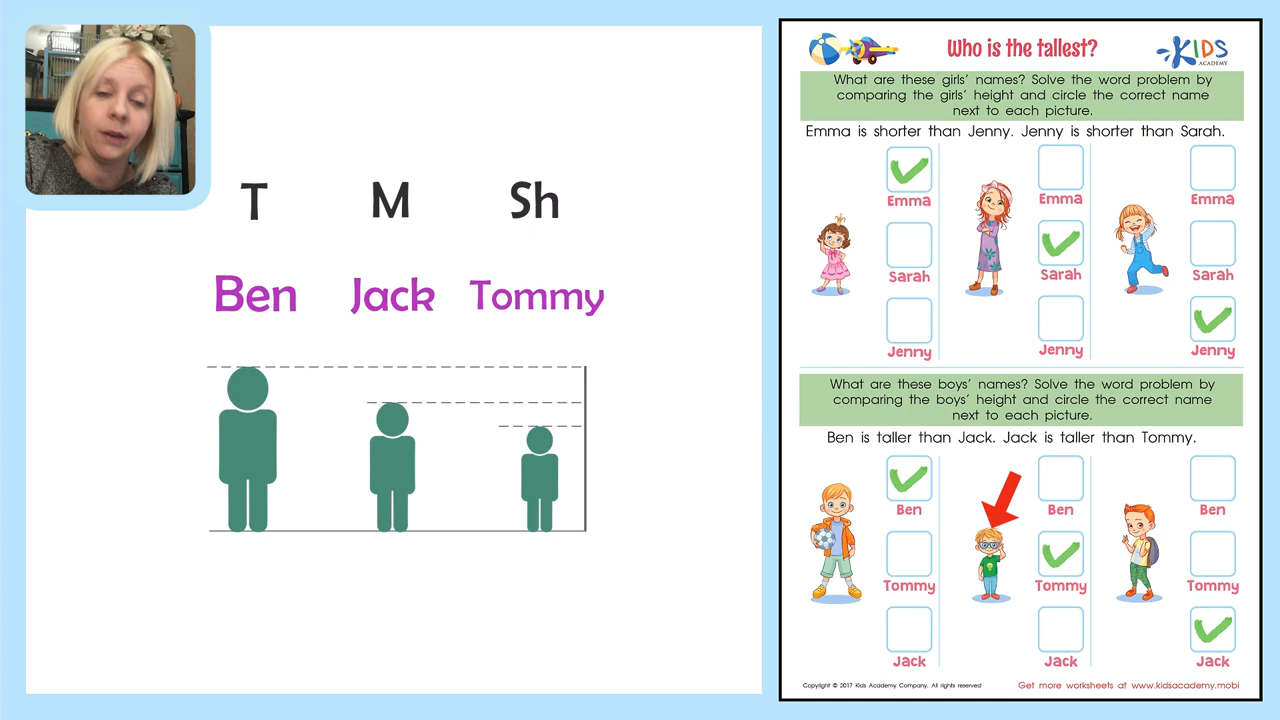 T M Sh
Ben Jack Tommy
Who is the tallest?
KIDS
ACADEMY
What are these girls' names? Solve the word problem by
comparing the girls' height and circle the correct name
next to each picture.
Emma is shorter than Jenny. Jenny is shorter than Sarah.
Emma
Sarah
Jenny
Emma
Sarah
Jenny
Emma
Sarah
Jenny
What are these boys' names? Solve the word problem by
comparing the boys' height and circle the correct name
next to each picture.
Ben is taller than Jack. Jack is taller than Tommy.
Ben
Tommy
Jack
Ben
Tommy
Jack
Ben
Tommy
Jack
Copyright © 2017 Kids Academy Company. All rights reserved
Get more worksheets at www.kidsacademy.mobi